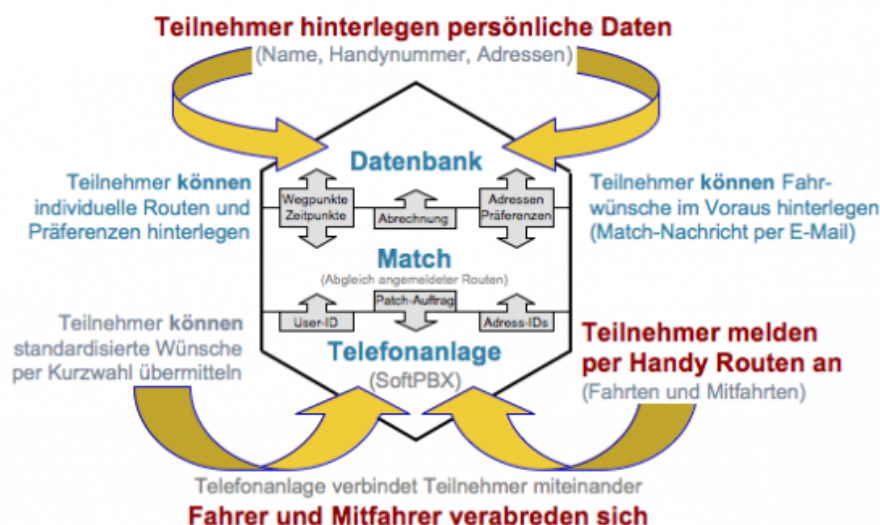 Teilnehmer hinterlegen persönliche Daten
(Name, Handynummer, Adressen)
Datenbank
Teilnehmer können
individuelle Routen und
Präferenzen hinterlegen
Wegpunkte
Zeitpunkte
Abrechnung
Adressen
Präferenzen
Teilnehmer können Fahr-
wünsche im Voraus hinterlegen
(Match-Nachricht per E-Mail)
Match
(Abgleich angemeldeter Routen)
User-ID
Patch-Auftrag
Adress-IDs
Teilnehmer können
standardisierte Wünsche
per Kurzwahl übermitteln
Telefonanlage
(SoftPBX)
Teilnehmer melden
per Handy Routen an
(Fahrten und Mitfahrten)
Telefonanlage verbindet Teilnehmer miteinander
Fahrer und Mitfahrer verabreden sich